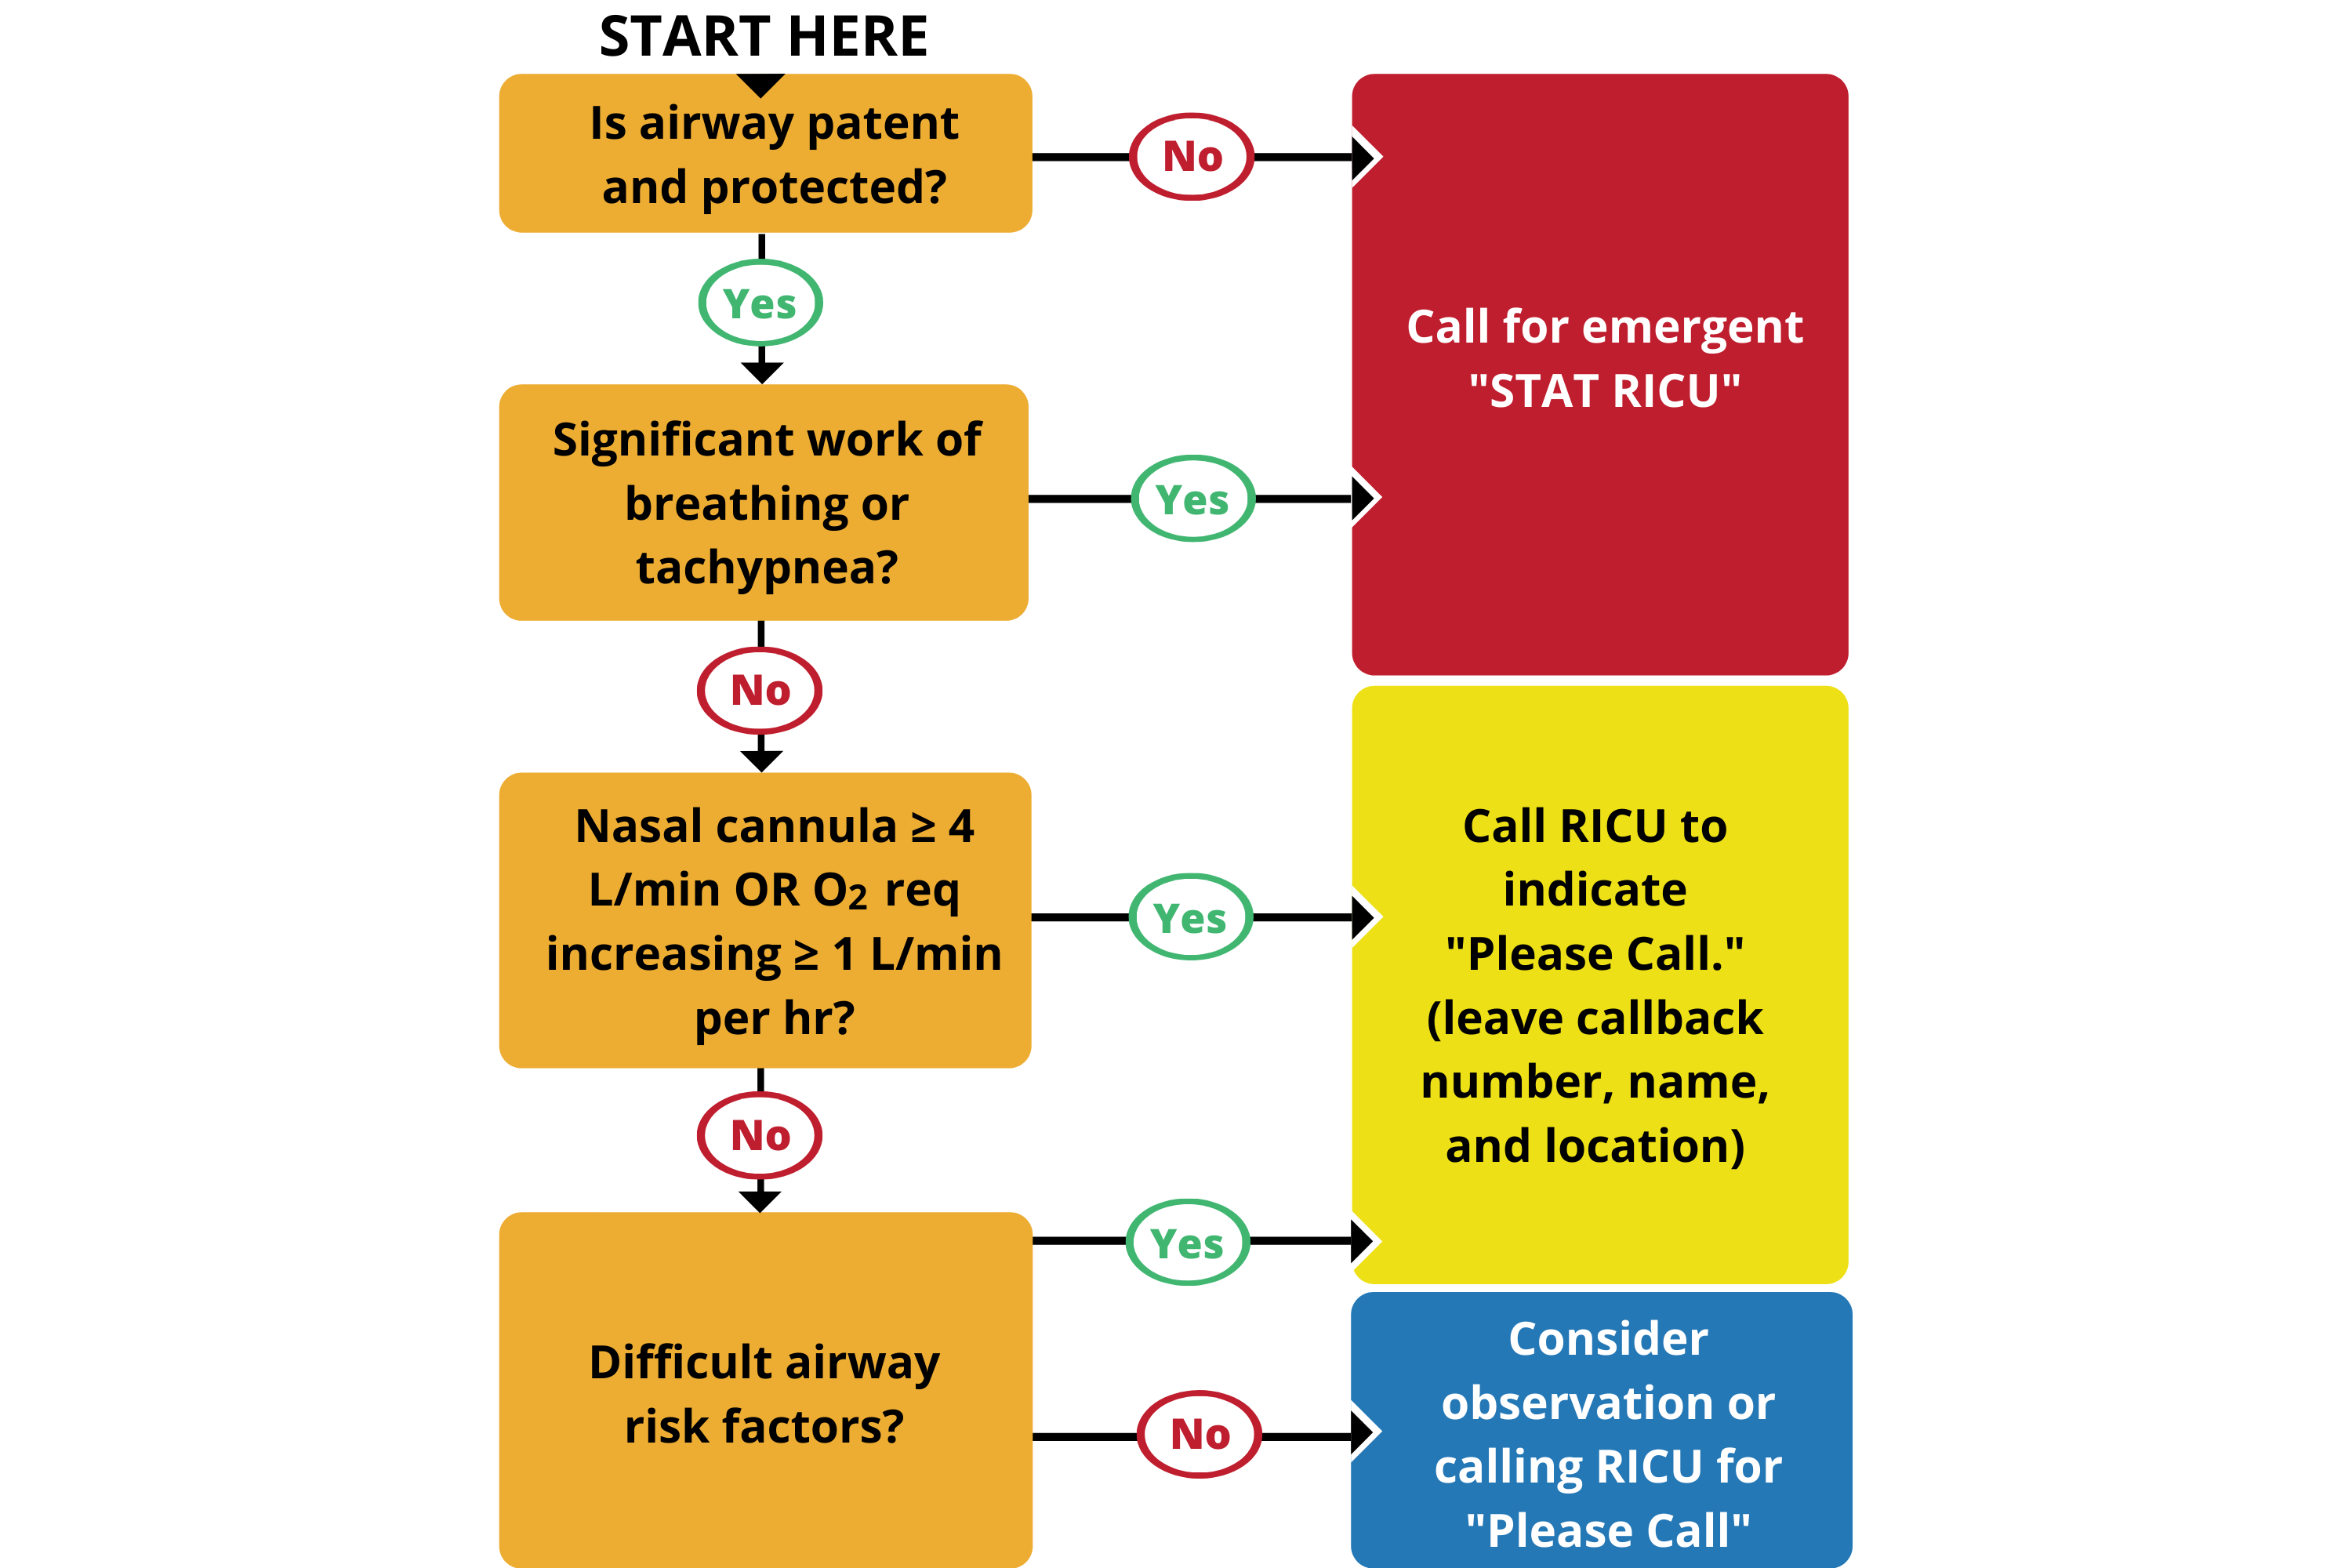 START HERE
Is airway patent
and protected?
No
Yes
Call for emergent
"STAT RICU"
Significant work of
breathing or
tachypnea?
Yes
No
Nasal cannula ≥ 4
L/min OR O₂ req
increasing ≥ 1 L/min
per hr?
Yes
Call RICU to
indicate
"Please Call."
(leave callback
number, name,
and location)
No
Difficult airway
risk factors?
Yes
No
Consider
observation or
calling RICU for
"Please Call"